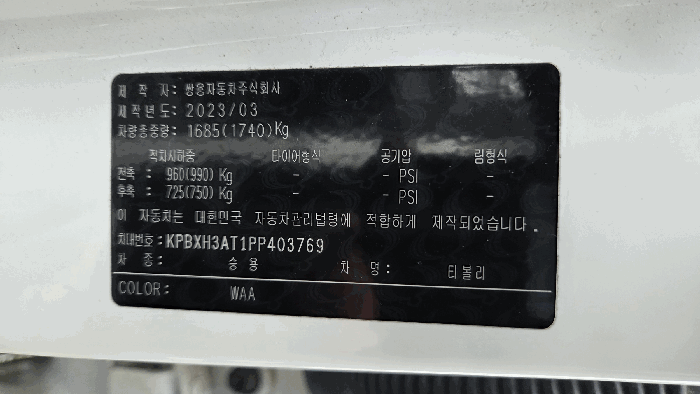 제 작 자: 쌍용자동차주식회사
제작년도: 2023/03
차량총중량: 1685(1740)Kg
적차시하중 타이어형식 공기압 림형식
전축: 960(990) Kg - - PSI -
후축: 725(750) Kg - - PSI -
이 자동차는 대한민국 자동차관리법령에 적합하게 제작되었습니다.
차대번호: KPBXH3AT1PP403769
차 종: 승 용 차 명: 티볼리
COLOR: WAA